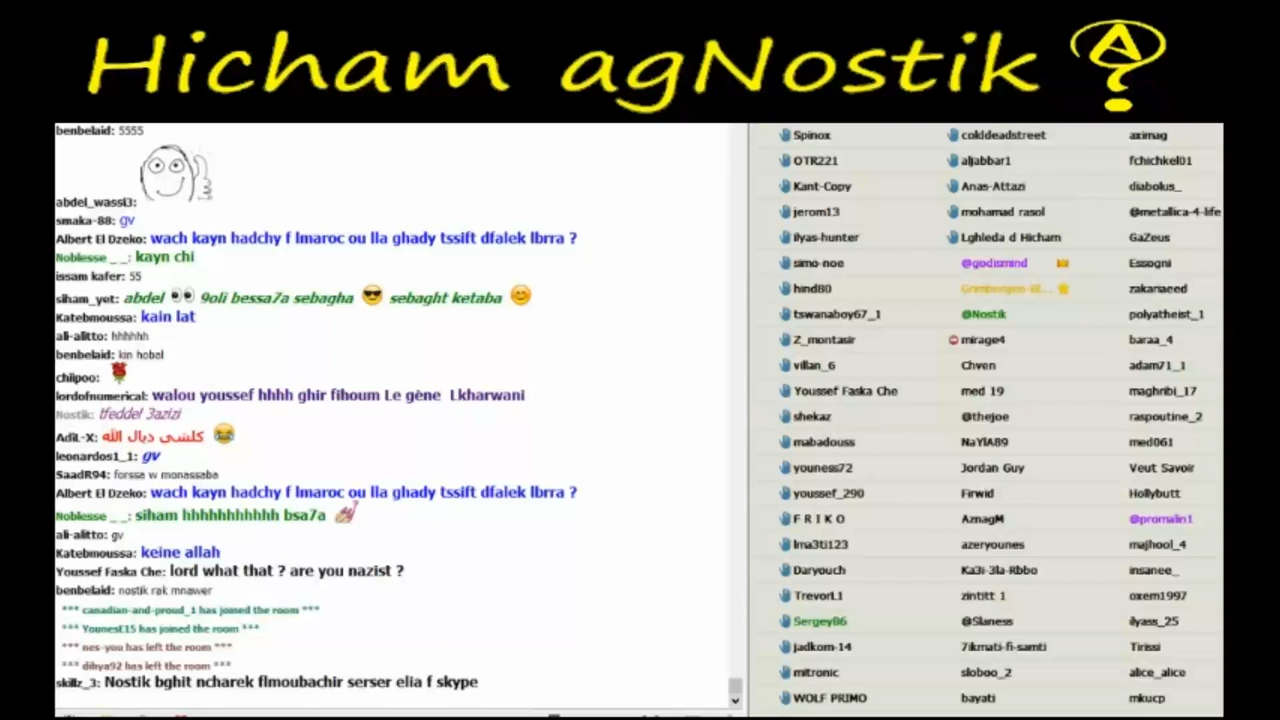 Hicham agNostik
benbelaid: 5555
abdel_wassi3:
smaka-88: gv
Albert El Dzeko: wach kayn hadchy f lmaroc ou lla ghady tssift dfalek lbrra ?
Noblesse _ _: kayn chi
issam kafer: 55
siham_yet: abdel 9oli bessa7a sebagha sebaght ketaba
Katebmoussa: kain lat
ali-alitto: hhhhhh
benbelaid: kin hobal
chiipoo:
lordofnumerical: walou youssef hhhh ghir fihoum Le gène Lkharwani
Nostik: tfeddel 3azizi
AdiL-X: كلشي ديال الله
leonardos1_1: gv
SaadR94: forssa w monassaba
Albert El Dzeko: wach kayn hadchy f lmaroc ou lla ghady tssift dfalek lbrra ?
Noblesse _ _: siham hhhhhhhhhhh bsa7a
ali-alitto: gv
Katebmoussa: keine allah
Youssef Faska Che: lord what that ? are you nazist ?
benbelaid: nostik rak mnawer
*** canadian-and-proud_1 has joined the room ***
*** YounesE15 has joined the room ***
*** nes-you has left the room ***
*** dihya92 has left the room ***
skillz_3: Nostik bghit ncharek flmoubachir serser elia f skype
Spinox
OTR221
Kant-Copy
jerom13
ilyas-hunter
simo-noe
hind80
tswanaboy67_1
Z_montasir
villan_6
Youssef Faska Che
shekaz
mabadouss
youness72
youssef_290
F R I K O
lma3ti123
Daryouch
TrevorL1
Sergey86
jadkom-14
mitronic
WOLF PRIMO
colddeadstreet
aljabbar1
Anas-Attazi
mohamad rasol
Lghleda d Hicham
@godismind
@Nostik
mirage4
Chven
med 19
@thejoe
NaYlA89
Jordan Guy
Firwid
AznagM
azeryounes
Ka3i-3la-Rbbo
zintitt 1
@Slaness
7ikmati-fi-samti
sloboo_2
bayati
aximag
fchichkel01
diabolus_
@metallica-4-life
GaZeus
Essogni
zakariaeed
polyatheist_1
baraa_4
adam71_1
maghribi_17
raspoutine_2
med061
Veut Savoir
Hollybutt
@promalin1
majhool_4
insanee_
oxem1997
ilyass_25
Tirissi
alice_alice
mkucp